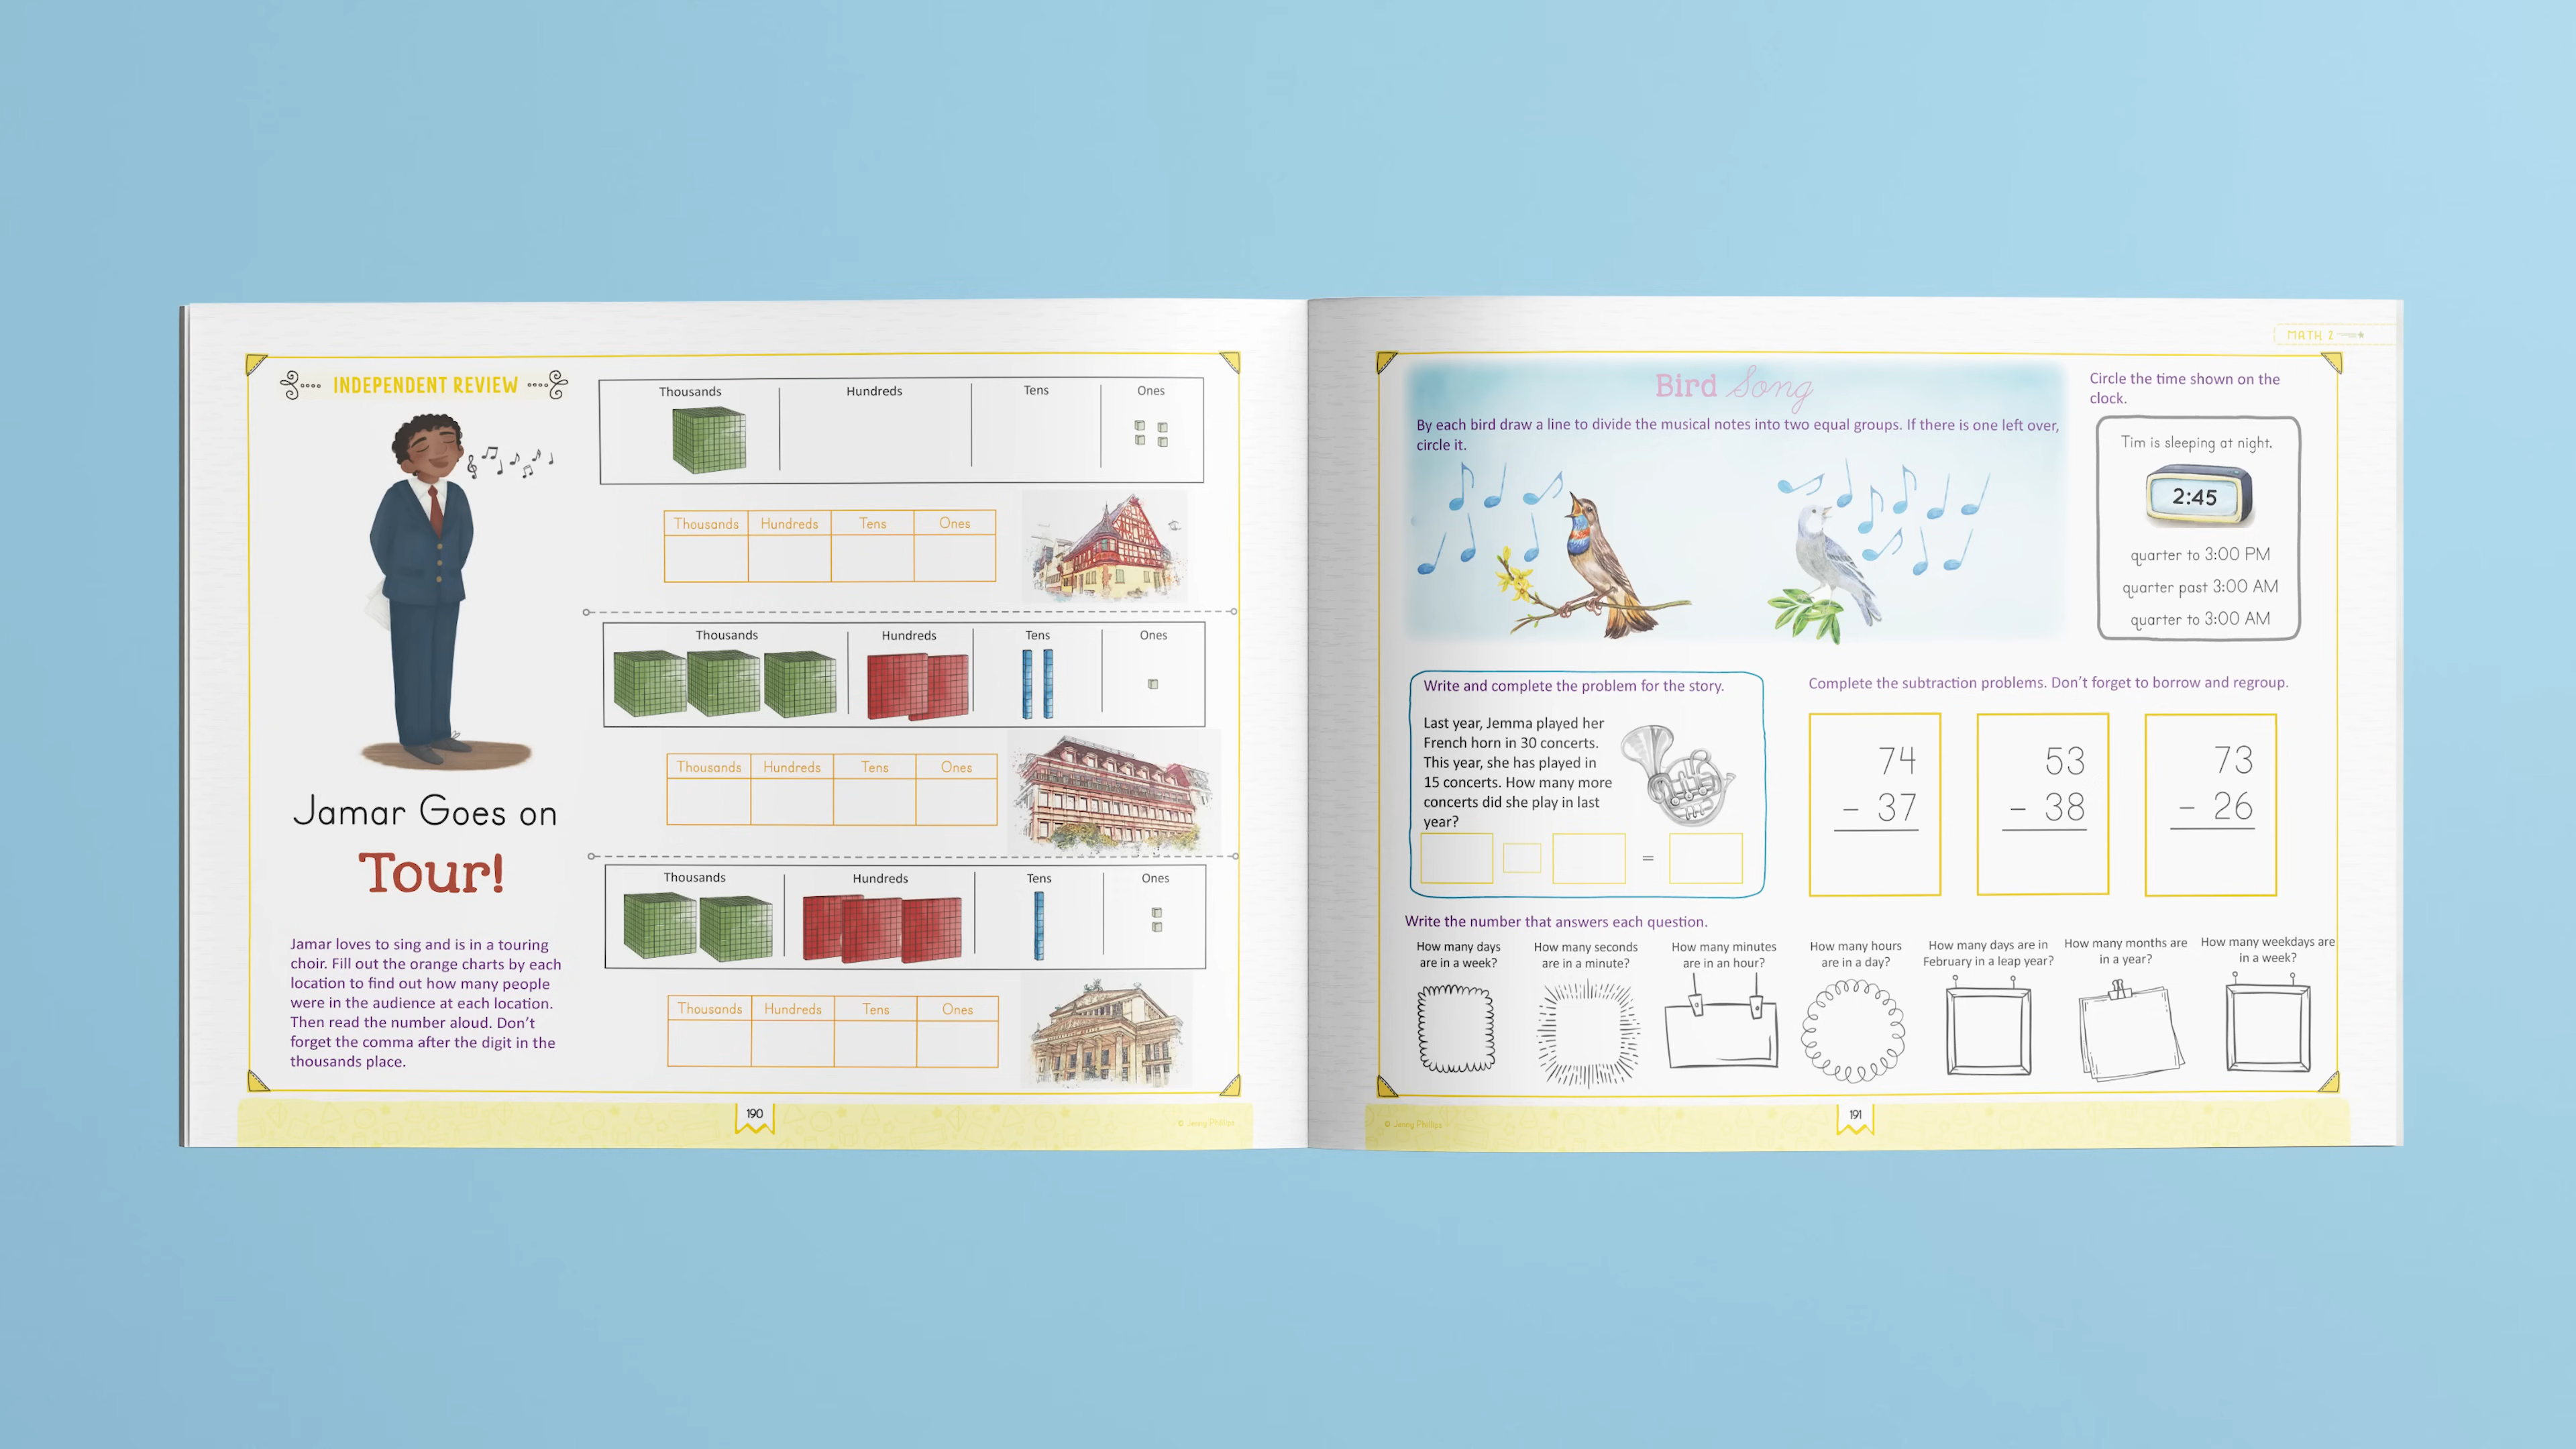 INDEPENDENT REVIEW
Jamar Goes on
Tour!
Jamar loves to sing and is in a touring
choir. Fill out the orange charts by each
location to find out how many people
were in the audience at each location.
Then read the number aloud. Don't
forget the comma after the digit in the
thousands place.
Thousands Hundreds Tens Ones
Thousands Hundreds Tens Ones
Thousands Hundreds Tens Ones
Thousands Hundreds Tens Ones
Thousands Hundreds Tens Ones
Thousands Hundreds Tens Ones
190
© Jenny Phillips
MATH 2
Bird Song
By each bird draw a line to divide the musical notes into two equal groups. If there is one left over,
circle it.
Circle the time shown on the
clock.
Tim is sleeping at night.
2:45
quarter to 3:00 PM
quarter past 3:00 AM
quarter to 3:00 AM
Write and complete the problem for the story.
Last year, Jemma played her
French horn in 30 concerts.
This year, she has played in
15 concerts. How many more
concerts did she play in last
year?
=
Complete the subtraction problems. Don't forget to borrow and regroup.
74
- 37
53
- 38
73
- 26
Write the number that answers each question.
How many days
are in a week?
How many seconds
are in a minute?
How many minutes
are in an hour?
How many hours
are in a day?
How many days are in
February in a leap year?
How many months are
in a year?
How many weekdays are
in a week?
© Jenny Phillips
191